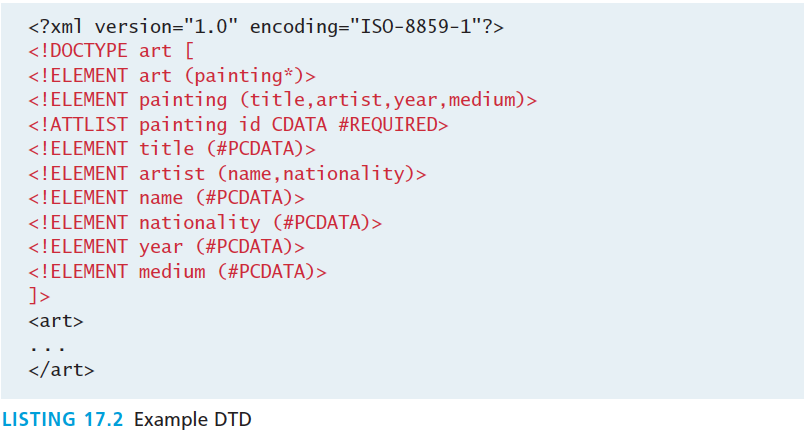 <?xml version="1.0" encoding="ISO-8859-1"?>
<!DOCTYPE art [
<!ELEMENT art (painting*)>
<!ELEMENT painting (title,artist,year,medium)>
<!ATTLIST painting id CDATA #REQUIRED>
<!ELEMENT title (#PCDATA)>
<!ELEMENT artist (name,nationality)>
<!ELEMENT name (#PCDATA)>
<!ELEMENT nationality (#PCDATA)>
<!ELEMENT year (#PCDATA)>
<!ELEMENT medium (#PCDATA)>
]>
<art>
...
</art>
LISTING 17.2 Example DTD